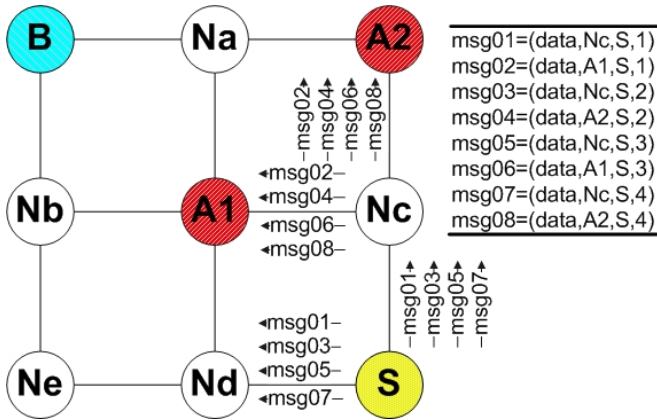 B Na A2
msg01=(data,Nc,S,1)
msg02=(data,A1,S,1)
msg03=(data,Nc,S,2)
msg04=(data,A2,S,2)
msg05=(data,Nc,S,3)
msg06=(data,A1,S,3)
msg07=(data,Nc,S,4)
msg08=(data,A2,S,4)
msg02
msg04
msg06
msg08
msg02
msg04
msg06
msg08
Nb A1 Nc
msg01
msg03
msg05
msg07
msg01
msg03
msg05
msg07
Ne Nd S